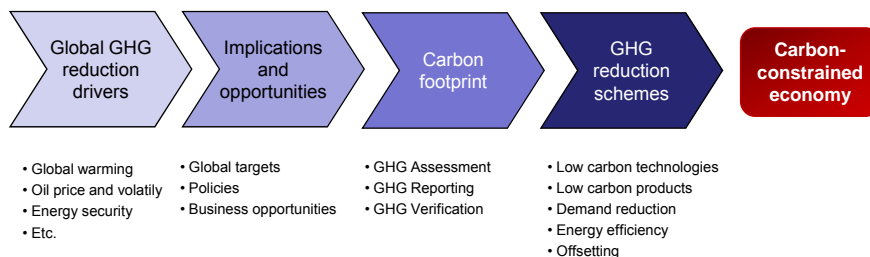 Global GHG
reduction
drivers
Implications
and
opportunities
Carbon
footprint
GHG
reduction
schemes
Carbon-
constrained
economy
• Global warming
• Oil price and volatily
• Energy security
• Etc.
• Global targets
• Policies
• Business opportunities
• GHG Assessment
• GHG Reporting
• GHG Verification
• Low carbon technologies
• Low carbon products
• Demand reduction
• Energy efficiency
• Offsetting